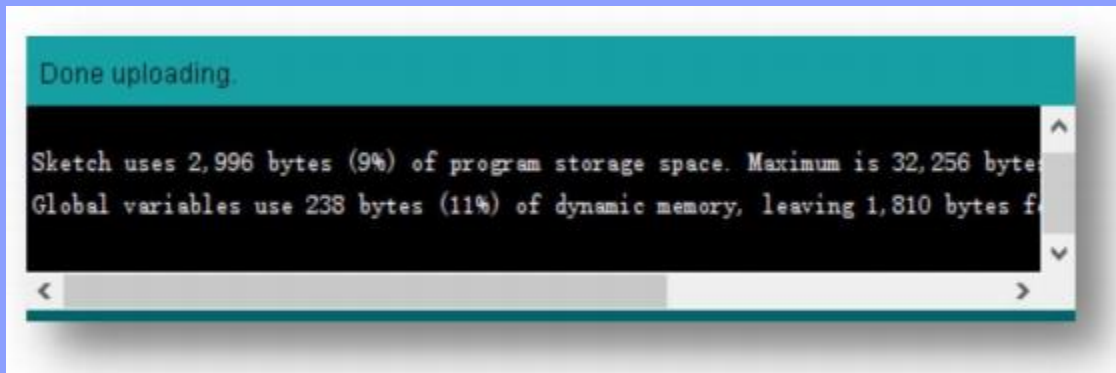 Done uploading.
Sketch uses 2,996 bytes (9%) of program storage space. Maximum is 32,256 byte
Global variables use 238 bytes (11%) of dynamic memory, leaving 1,810 bytes f